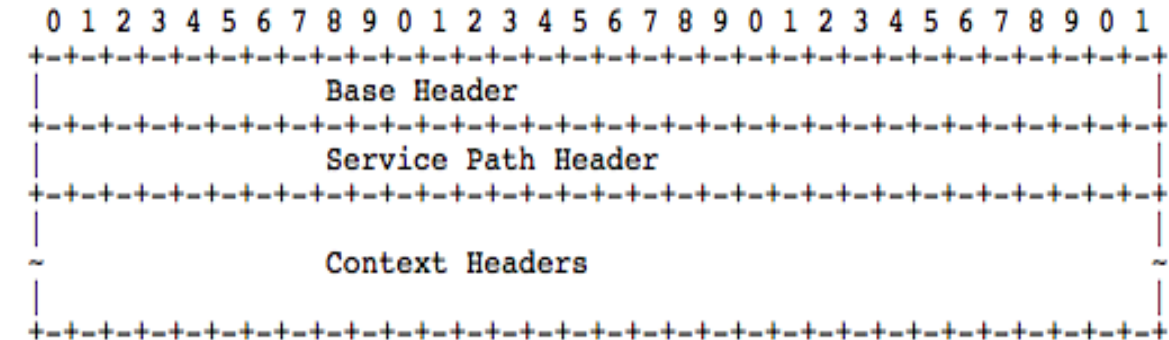 0 1 2 3 4 5 6 7 8 9 0 1 2 3 4 5 6 7 8 9 0 1 2 3 4 5 6 7 8 9 0 1
+-+-+-+-+-+-+-+-+-+-+-+-+-+-+-+-+-+-+-+-+-+-+-+-+-+-+-+-+-+-+-+-+
|                Base Header                                    |
+-+-+-+-+-+-+-+-+-+-+-+-+-+-+-+-+-+-+-+-+-+-+-+-+-+-+-+-+-+-+-+-+
|                Service Path Header                            |
+-+-+-+-+-+-+-+-+-+-+-+-+-+-+-+-+-+-+-+-+-+-+-+-+-+-+-+-+-+-+-+-+
|                                                               |
~                Context Headers                                ~
|                                                               |
+-+-+-+-+-+-+-+-+-+-+-+-+-+-+-+-+-+-+-+-+-+-+-+-+-+-+-+-+-+-+-+-+